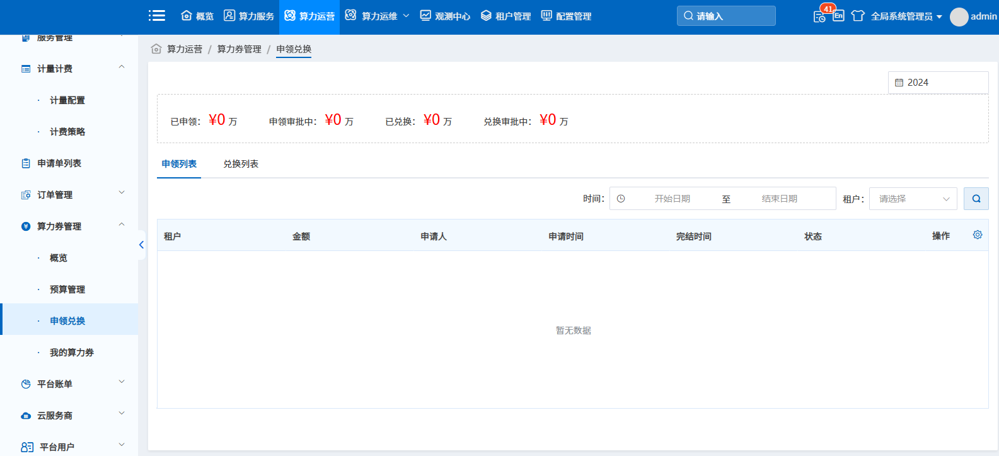 概览 算力服务 算力运营 算力运维 观测中心 租户管理 配置管理 请输入 41 En 全局系统管理员 admin
服务管理
计量计费
· 计量配置
· 计费策略
申请单列表
订单管理
算力券管理
· 概览
· 预算管理
· 申领兑换
· 我的算力券
平台账单
云服务商
平台用户
算力运营 / 算力券管理 / 申领兑换
2024
已申领： ¥0 万 申领审批中： ¥0 万 已兑换： ¥0 万 兑换审批中： ¥0 万
申领列表 兑换列表
时间： 开始日期 至 结束日期 租户： 请选择
租户 金额 申请人 申请时间 完结时间 状态 操作
暂无数据